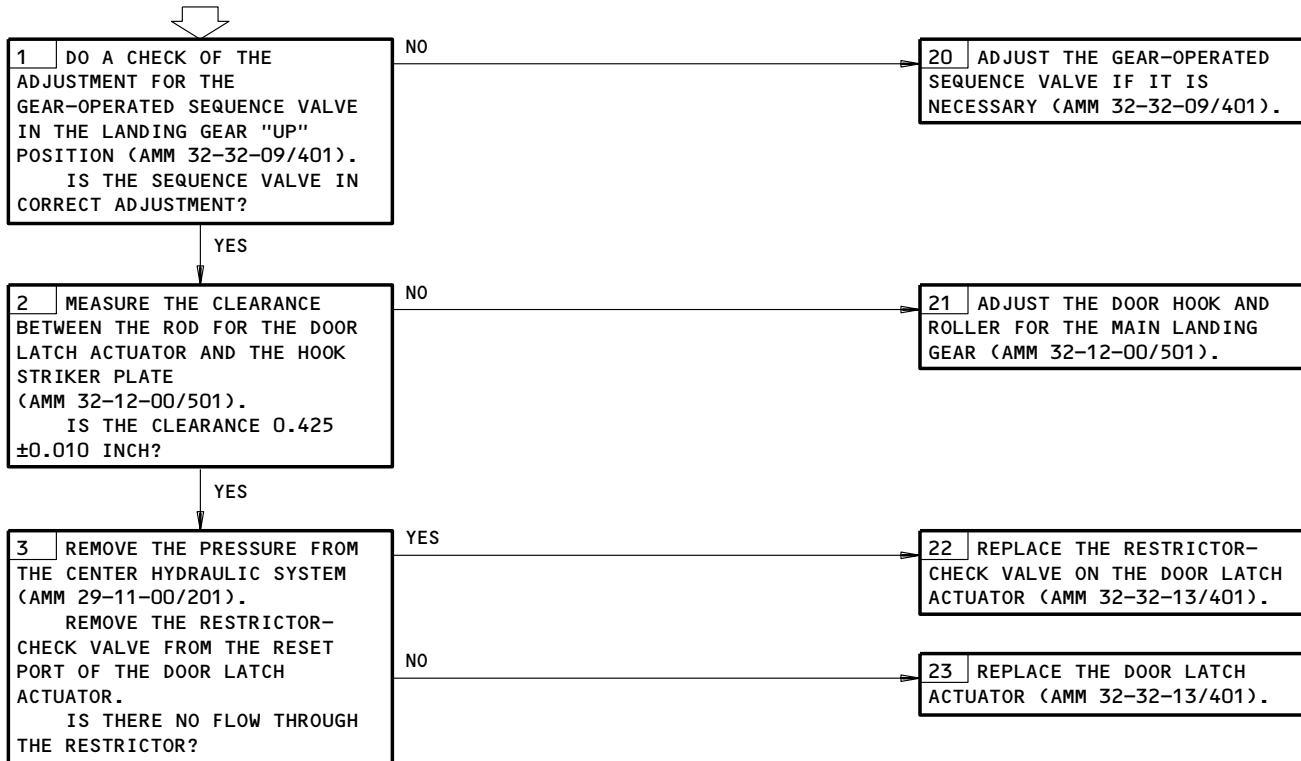 1 DO A CHECK OF THE
ADJUSTMENT FOR THE
GEAR-OPERATED SEQUENCE VALVE
IN THE LANDING GEAR "UP"
POSITION (AMM 32-32-09/401).
IS THE SEQUENCE VALVE IN
CORRECT ADJUSTMENT?
NO
20 ADJUST THE GEAR-OPERATED
SEQUENCE VALVE IF IT IS
NECESSARY (AMM 32-32-09/401).
YES
2 MEASURE THE CLEARANCE
BETWEEN THE ROD FOR THE DOOR
LATCH ACTUATOR AND THE HOOK
STRIKER PLATE
(AMM 32-12-00/501).
IS THE CLEARANCE 0.425
±0.010 INCH?
NO
21 ADJUST THE DOOR HOOK AND
ROLLER FOR THE MAIN LANDING
GEAR (AMM 32-12-00/501).
YES
3 REMOVE THE PRESSURE FROM
THE CENTER HYDRAULIC SYSTEM
(AMM 29-11-00/201).
REMOVE THE RESTRICTOR-
CHECK VALVE FROM THE RESET
PORT OF THE DOOR LATCH
ACTUATOR.
IS THERE NO FLOW THROUGH
THE RESTRICTOR?
YES
22 REPLACE THE RESTRICTOR-
CHECK VALVE ON THE DOOR LATCH
ACTUATOR (AMM 32-32-13/401).
NO
23 REPLACE THE DOOR LATCH
ACTUATOR (AMM 32-32-13/401).